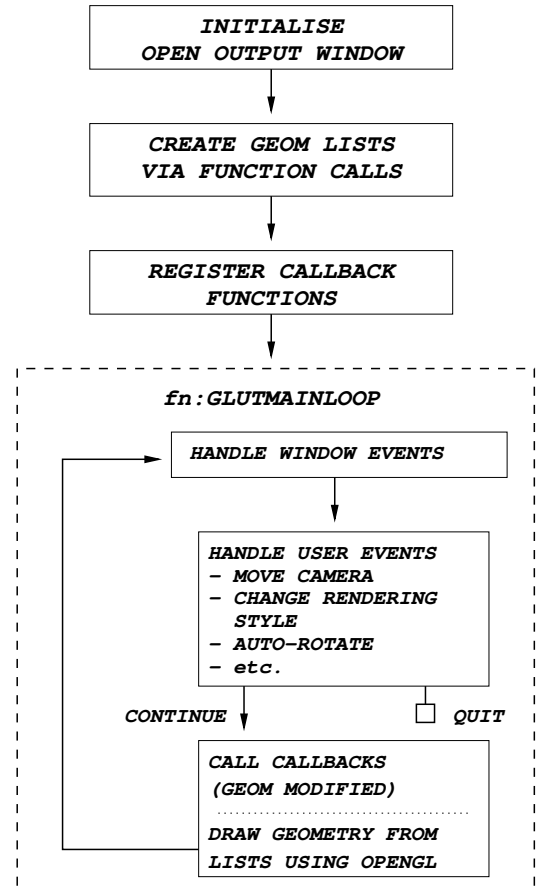 INITIALISE
OPEN OUTPUT WINDOW
CREATE GEOM LISTS
VIA FUNCTION CALLS
REGISTER CALLBACK
FUNCTIONS
fn:GLUTMAINLOOP
HANDLE WINDOW EVENTS
HANDLE USER EVENTS
- MOVE CAMERA
- CHANGE RENDERING
STYLE
- AUTO-ROTATE
- etc.
CONTINUE
QUIT
CALL CALLBACKS
(GEOM MODIFIED)
DRAW GEOMETRY FROM
LISTS USING OPENGL